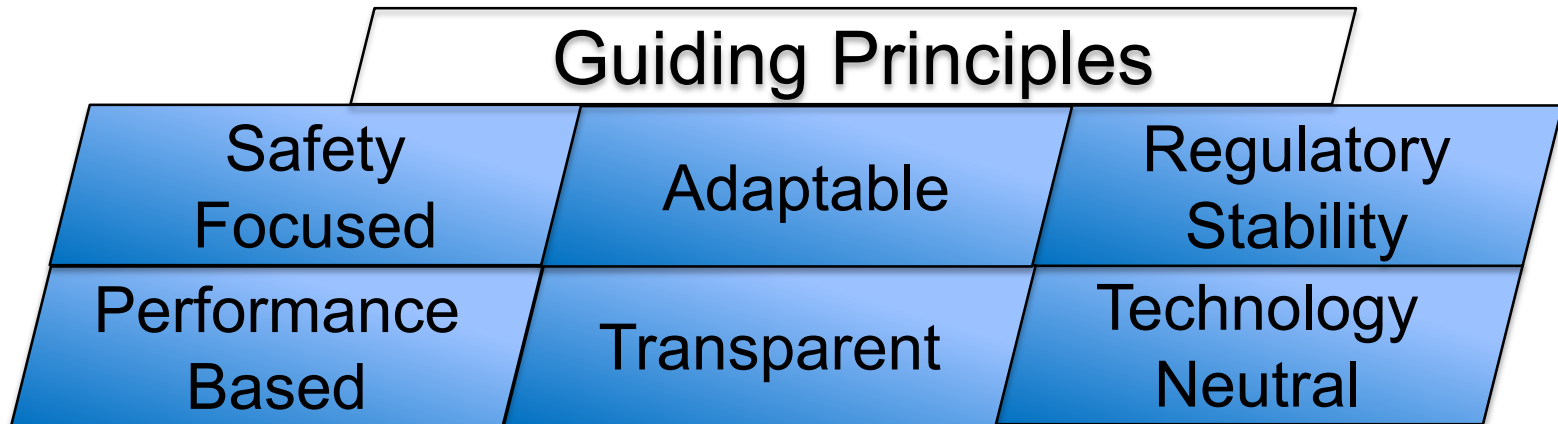 Guiding Principles
Safety
Focused
Adaptable
Regulatory
Stability
Performance
Based
Transparent
Technology
Neutral